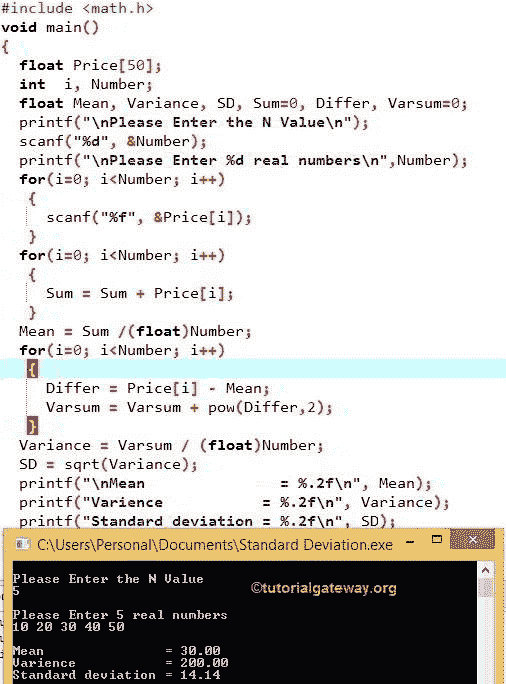 #include <math.h>
void main()
{
float Price[50];
int i, Number;
float Mean, Variance, SD, Sum=0, Differ, Varsum=0;
printf("\nPlease Enter the N Value\n");
scanf("%d", &Number);
printf("\nPlease Enter %d real numbers\n",Number);
for(i=0; i<Number; i++)
{
scanf("%f", &Price[i]);
}
for(i=0; i<Number; i++)
{
Sum = Sum + Price[i];
}
Mean = Sum /(float)Number;
for(i=0; i<Number; i++)
{
Differ = Price[i] - Mean;
Varsum = Varsum + pow(Differ,2);
}
Variance = Varsum / (float)Number;
SD = sqrt(Variance);
printf("\nMean               = %.2f\n", Mean);
printf("Varience           = %.2f\n", Variance);
printf("Standard deviation = %.2f\n", SD);
C:\Users\Personal\Documents\Standard Deviation.exe
Please Enter the N Value
5
©tutorialgateway.org
Please Enter 5 real numbers
10 20 30 40 50
Mean               = 30.00
Varience           = 200.00
Standard deviation = 14.14